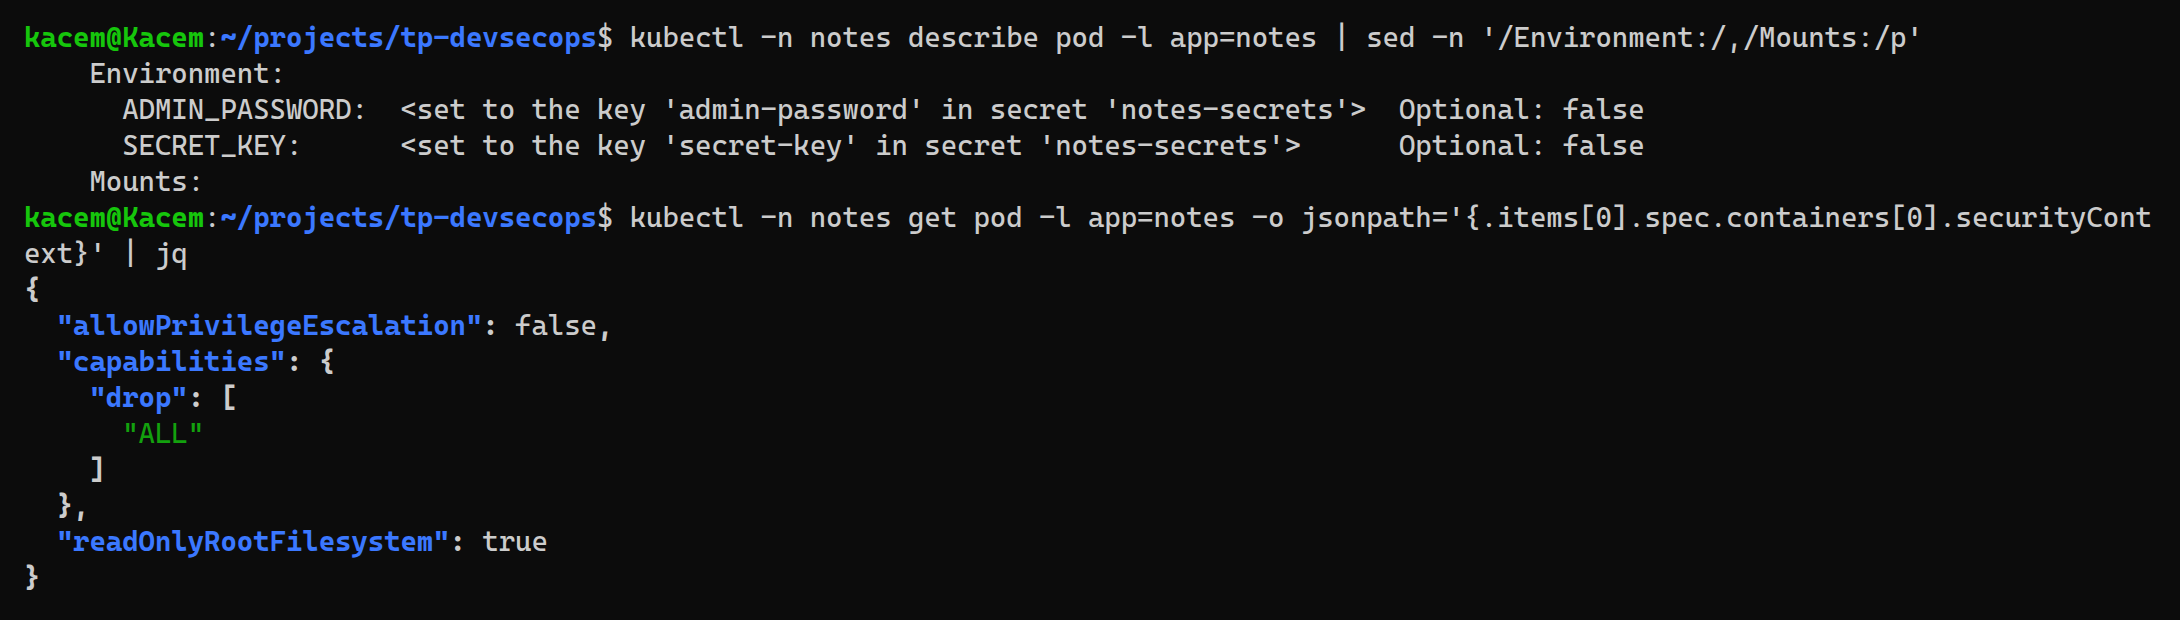 kacem@Kacem:~/projects/tp-devsecops$ kubectl -n notes describe pod -l app=notes | sed -n '/Environment:/,/Mounts:/p'
    Environment:
      ADMIN_PASSWORD:  <set to the key 'admin-password' in secret 'notes-secrets'>  Optional: false
      SECRET_KEY:      <set to the key 'secret-key' in secret 'notes-secrets'>      Optional: false
    Mounts:
kacem@Kacem:~/projects/tp-devsecops$ kubectl -n notes get pod -l app=notes -o jsonpath='{.items[0].spec.containers[0].securityCont
ext}' | jq
{
  "allowPrivilegeEscalation": false,
  "capabilities": {
    "drop": [
      "ALL"
    ]
  },
  "readOnlyRootFilesystem": true
}